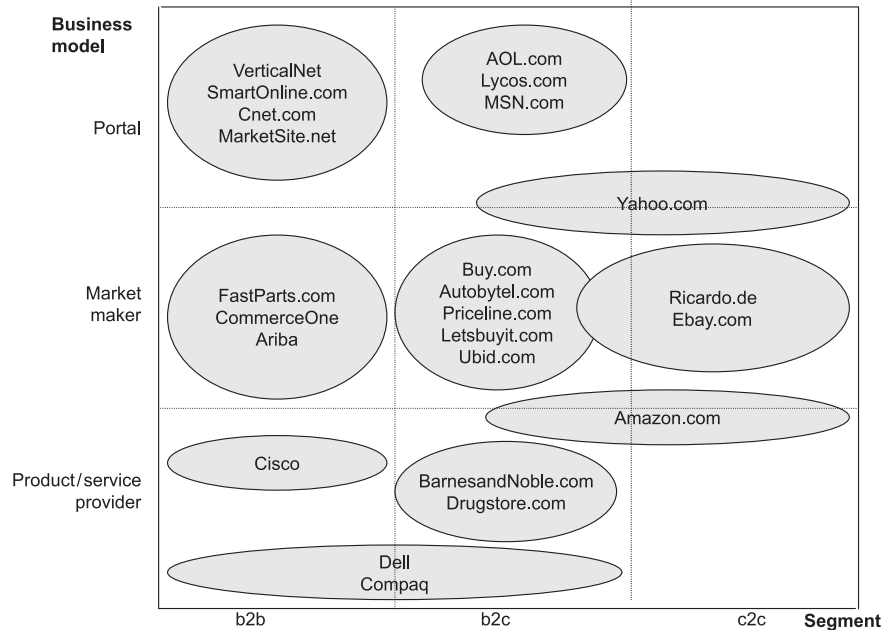 Business
model
VerticalNet
SmartOnline.com
Cnet.com
MarketSite.net
AOL.com
Lycos.com
MSN.com
Portal
Yahoo.com
Market
maker
FastParts.com
CommerceOne
Ariba
Buy.com
Autobytel.com
Priceline.com
Letsbuyit.com
Ubid.com
Ricardo.de
Ebay.com
Amazon.com
Product/service
provider
Cisco
BarnesandNoble.com
Drugstore.com
Dell
Compaq
b2b
b2c
c2c
Segment